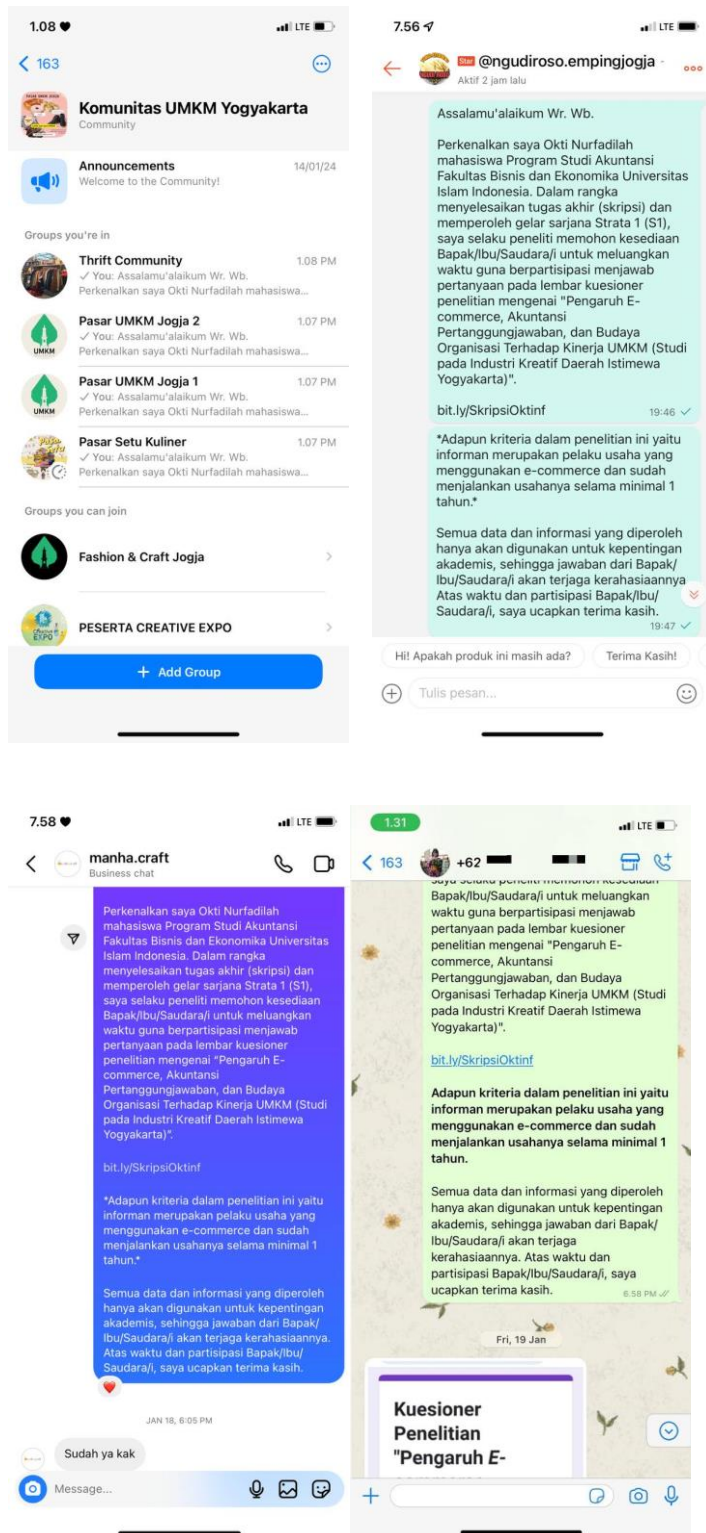 1.08
LTE
163
Komunitas UMKM Yogyakarta
Community
Announcements 14/01/24
Welcome to the Community!
Groups you're in
Thrift Community 1.08 PM
You: Assalamu'alaikum Wr. Wb.
Perkenalkan saya Okti Nurfadilah mahasiswa...
Pasar UMKM Jogja 2 1.07 PM
You: Assalamu'alaikum Wr. Wb.
Perkenalkan saya Okti Nurfadilah mahasiswa...
UMKM
Pasar UMKM Jogja 1 1.07 PM
You: Assalamu'alaikum Wr. Wb.
Perkenalkan saya Okti Nurfadilah mahasiswa...
UMKM
Pasar Setu Kuliner 1.07 PM
You: Assalamu'alaikum Wr. Wb.
Perkenalkan saya Okti Nurfadilah mahasiswa...
Groups you can join
Fashion & Craft Jogja
PESERTA CREATIVE EXPO
+ Add Group
7.56
LTE
Star @ngudiroso.empingjogja
Aktif 2 jam lalu
Assalamu'alaikum Wr. Wb.
Perkenalkan saya Okti Nurfadilah
mahasiswa Program Studi Akuntansi
Fakultas Bisnis dan Ekonomika Universitas
Islam Indonesia. Dalam rangka
menyelesaikan tugas akhir (skripsi) dan
memperoleh gelar sarjana Strata 1 (S1),
saya selaku peneliti memohon kesediaan
Bapak/Ibu/Saudara/i untuk meluangkan
waktu guna berpartisipasi menjawab
pertanyaan pada lembar kuesioner
penelitian mengenai "Pengaruh E-
commerce, Akuntansi
Pertanggungjawaban, dan Budaya
Organisasi Terhadap Kinerja UMKM (Studi
pada Industri Kreatif Daerah Istimewa
Yogyakarta)".
bit.ly/SkripsiOktinf
19:46
*Adapun kriteria dalam penelitian ini yaitu
informan merupakan pelaku usaha yang
menggunakan e-commerce dan sudah
menjalankan usahanya selama minimal 1
tahun.*
Semua data dan informasi yang diperoleh
hanya akan digunakan untuk kepentingan
akademis, sehingga jawaban dari Bapak/
Ibu/Saudara/i akan terjaga kerahasiaannya
Atas waktu dan partisipasi Bapak/Ibu/
Saudara/i, saya ucapkan terima kasih.
19:47
Hi! Apakah produk ini masih ada? Terima Kasih!
Tulis pesan...
7.58
LTE
manha.craft
Business chat
Perkenalkan saya Okti Nurfadilah
mahasiswa Program Studi Akuntansi
Fakultas Bisnis dan Ekonomika Universitas
Islam Indonesia. Dalam rangka
menyelesaikan tugas akhir (skripsi) dan
memperoleh gelar sarjana Strata 1 (S1),
saya selaku peneliti memohon kesediaan
Bapak/Ibu/Saudara/i untuk meluangkan
waktu guna berpartisipasi menjawab
pertanyaan pada lembar kuesioner
penelitian mengenai "Pengaruh E-
commerce, Akuntansi
Pertanggungjawaban, dan Budaya
Organisasi Terhadap Kinerja UMKM (Studi
pada Industri Kreatif Daerah Istimewa
Yogyakarta)".
bit.ly/SkripsiOktinf
*Adapun kriteria dalam penelitian ini yaitu
informan merupakan pelaku usaha yang
menggunakan e-commerce dan sudah
menjalankan usahanya selama minimal 1
tahun.*
Semua data dan informasi yang diperoleh
hanya akan digunakan untuk kepentingan
akademis, sehingga jawaban dari Bapak/
Ibu/Saudara/i akan terjaga kerahasiaannya.
Atas waktu dan partisipasi Bapak/Ibu/
Saudara/i, saya ucapkan terima kasih.
JAN 18, 6:05 PM
Sudah ya kak
Message...
1.31
LTE
163
+62
saya selaku peneliti memohon kesediaan
Bapak/Ibu/Saudara/i untuk meluangkan
waktu guna berpartisipasi menjawab
pertanyaan pada lembar kuesioner
penelitian mengenai "Pengaruh E-
commerce, Akuntansi
Pertanggungjawaban, dan Budaya
Organisasi Terhadap Kinerja UMKM (Studi
pada Industri Kreatif Daerah Istimewa
Yogyakarta)".
bit.ly/SkripsiOktinf
Adapun kriteria dalam penelitian ini yaitu
informan merupakan pelaku usaha yang
menggunakan e-commerce dan sudah
menjalankan usahanya selama minimal 1
tahun.
Semua data dan informasi yang diperoleh
hanya akan digunakan untuk kepentingan
akademis, sehingga jawaban dari Bapak/
Ibu/Saudara/i akan terjaga
kerahasiaannya. Atas waktu dan
partisipasi Bapak/Ibu/Saudara/i, saya
ucapkan terima kasih.
6.58 PM
Fri, 19 Jan
Kuesioner
Penelitian
"Pengaruh E-